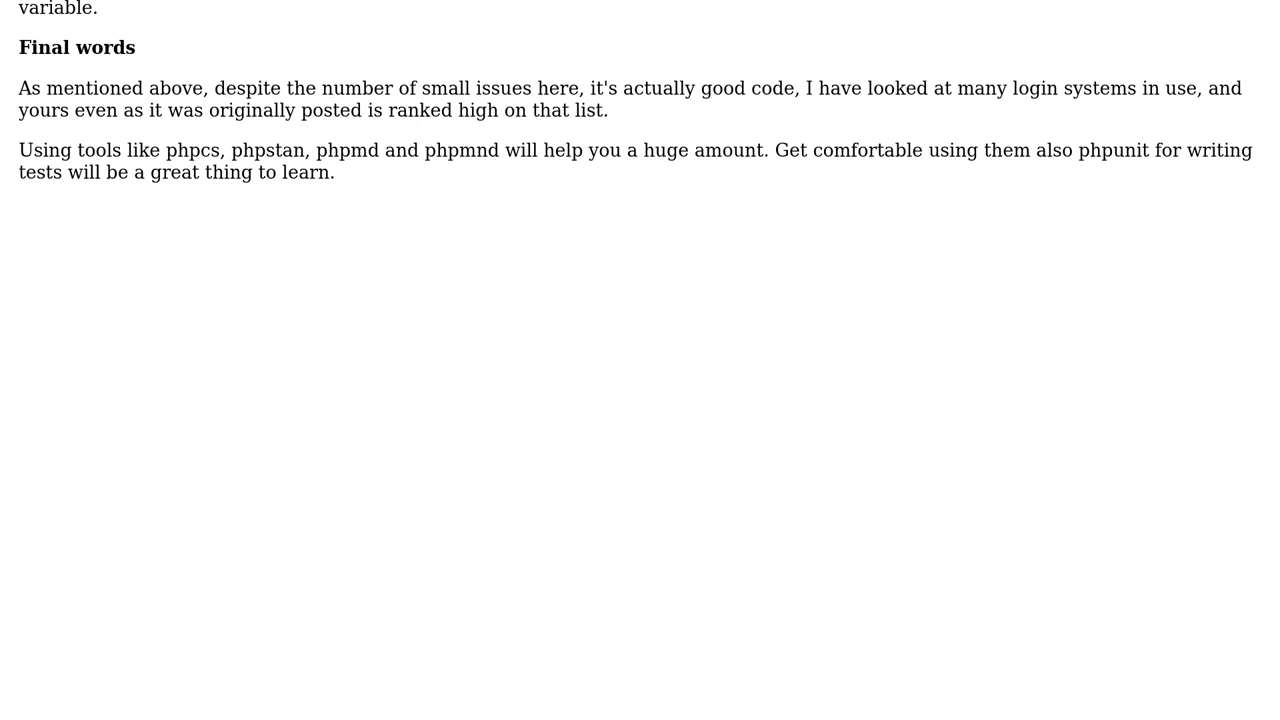 variable.
Final words
As mentioned above, despite the number of small issues here, it's actually good code, I have looked at many login systems in use, and
yours even as it was originally posted is ranked high on that list.
Using tools like phpcs, phpstan, phpmd and phpmnd will help you a huge amount. Get comfortable using them also phpunit for writing
tests will be a great thing to learn.